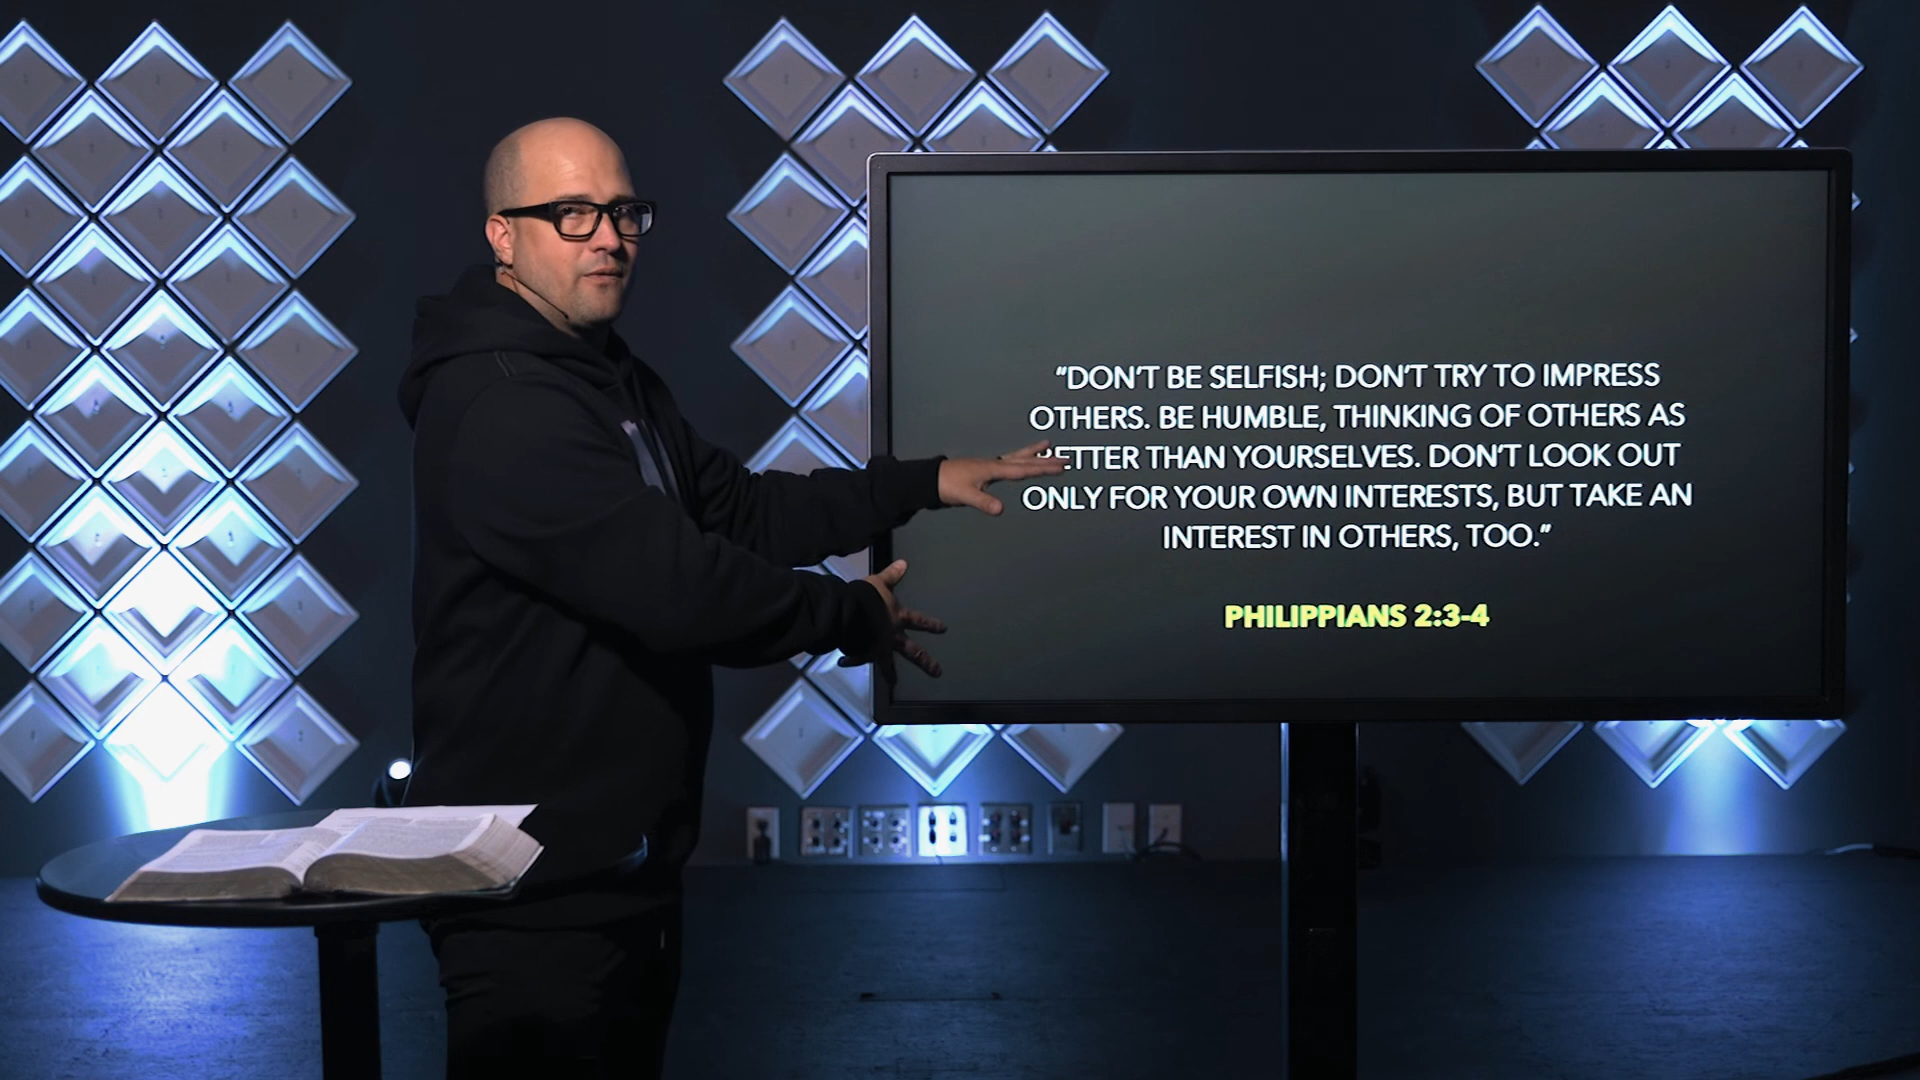 "DON'T BE SELFISH; DON'T TRY TO IMPRESS
OTHERS. BE HUMBLE, THINKING OF OTHERS AS
BETTER THAN YOURSELVES. DON'T LOOK OUT
ONLY FOR YOUR OWN INTERESTS, BUT TAKE AN
INTEREST IN OTHERS, TOO."
PHILIPPIANS 2:3-4